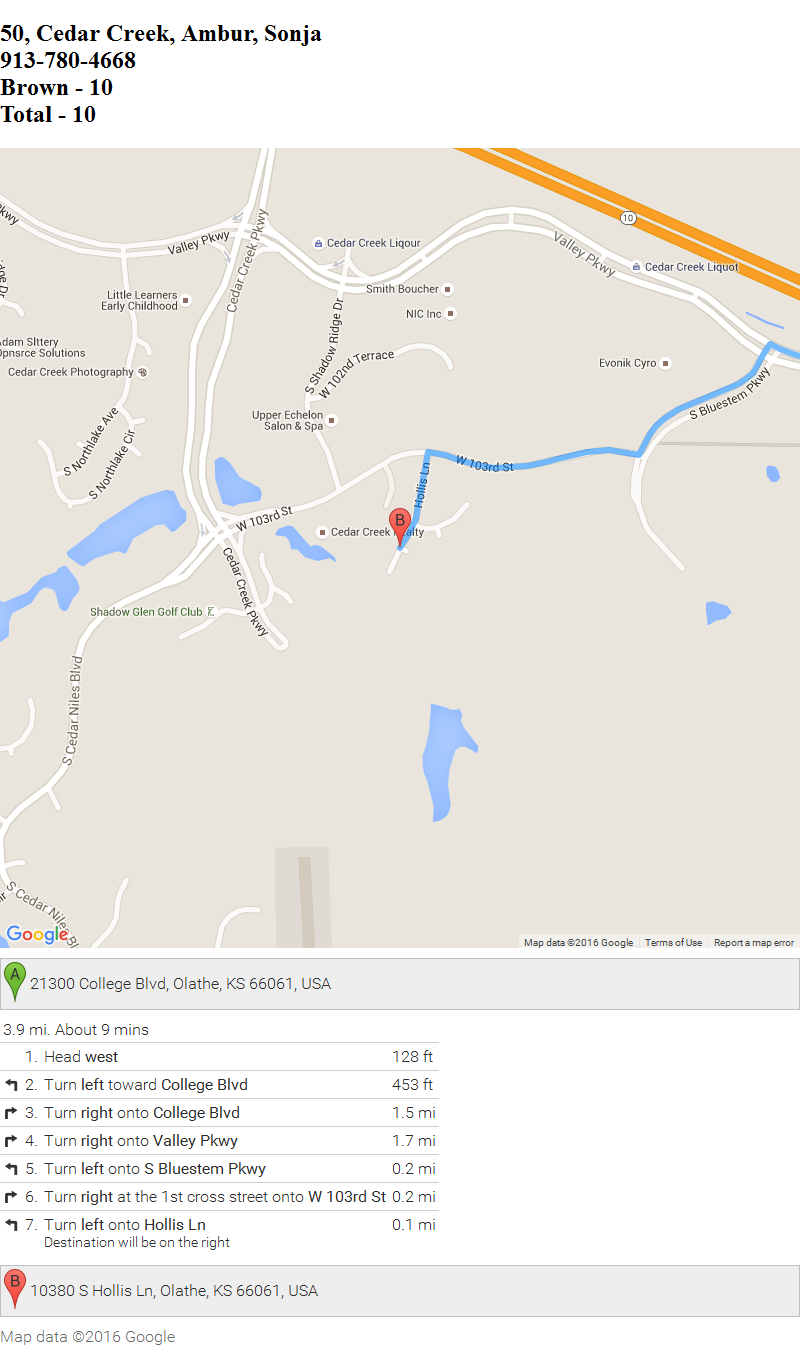 50, Cedar Creek, Ambur, Sonja
913-780-4668
Brown - 10
Total - 10
10
Valley Pkwy
Cedar Creek Pkwy
Cedar Creek Liqour
Valley Pkwy
Cedar Creek Liquot
Little Learners
Early Childhood
Smith Boucher
NIC Inc
S Shadow Ridge Dr
W 102nd Terrace
Adam SIttery
Opnsrce Solutions
Cedar Creek Photography
Evonik Cyro
S Bluestem Pkwy
S Northlake Ave
S Northlake Cir
Upper Echelon
Salon & Spa
W 103rd St
Hollis Ln
W 103rd St
B
Cedar Creek Realty
Cedar Creek Pkwy
Shadow Glen Golf Club
S Cedar Niles Blvd
S Cedar Niles Bl
Google
Map data ©2016 Google Terms of Use Report a map error
A 21300 College Blvd, Olathe, KS 66061, USA
3.9 mi. About 9 mins
1. Head west 128 ft
2. Turn left toward College Blvd 453 ft
3. Turn right onto College Blvd 1.5 mi
4. Turn right onto Valley Pkwy 1.7 mi
5. Turn left onto S Bluestem Pkwy 0.2 mi
6. Turn right at the 1st cross street onto W 103rd St 0.2 mi
7. Turn left onto Hollis Ln 0.1 mi
Destination will be on the right
B 10380 S Hollis Ln, Olathe, KS 66061, USA
Map data ©2016 Google